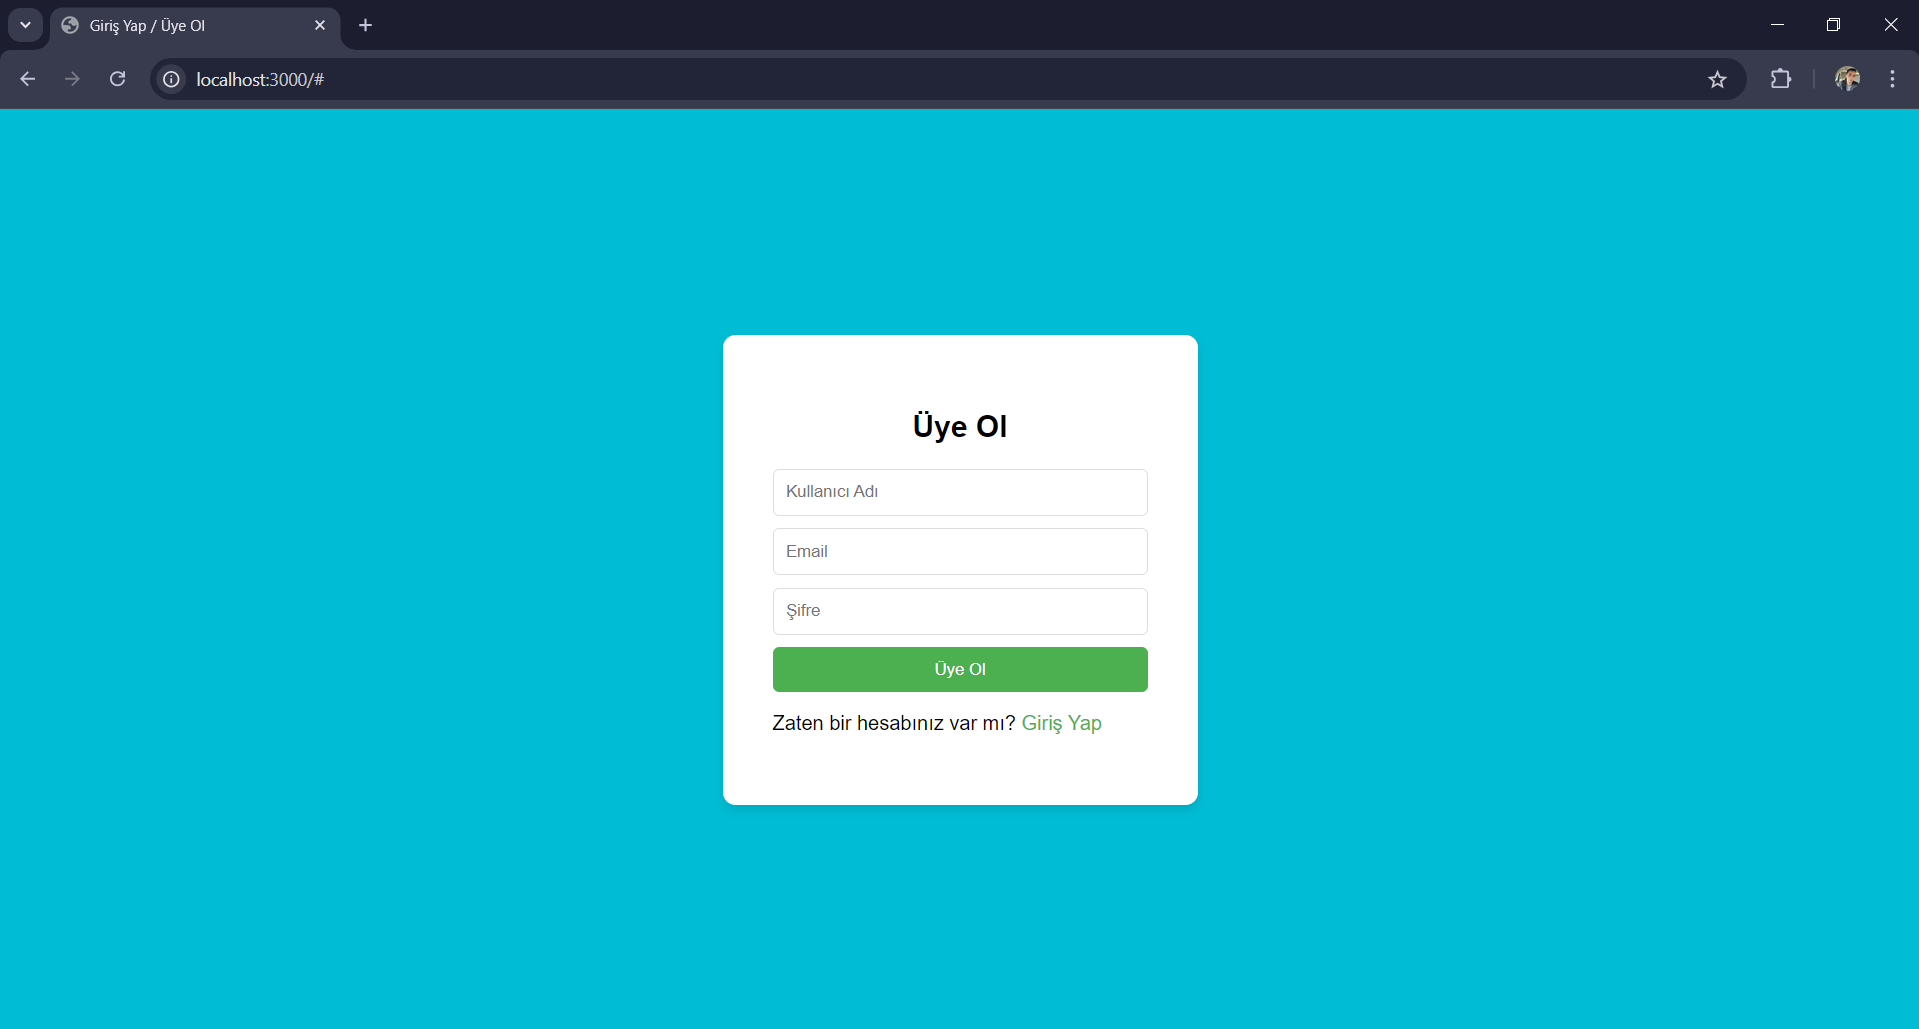 Giriş Yap / Üye Ol
localhost:3000/#
Üye Ol
Kullanıcı Adı
Email
Şifre
Üye Ol
Zaten bir hesabınız var mı? Giriş Yap